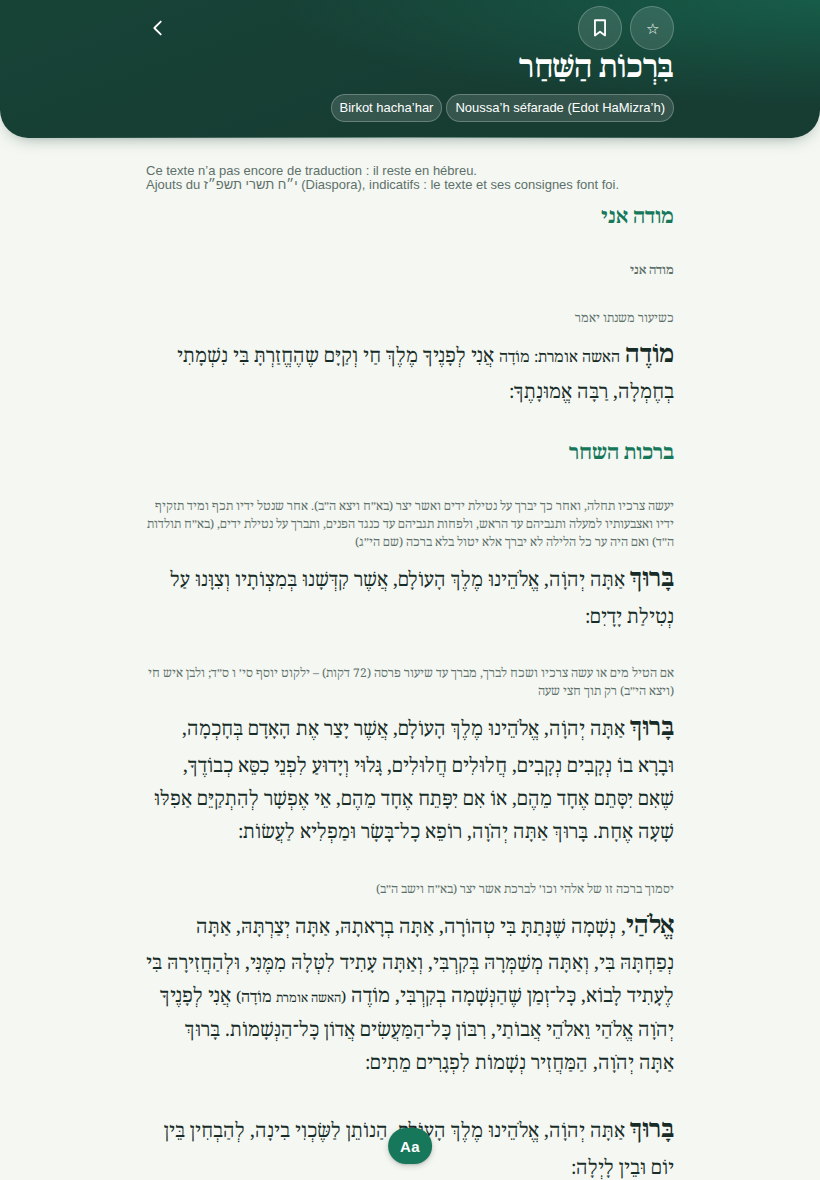 בִּרְכוֹת הַשַּׁחַר
Birkot hacha’har
Noussa’h séfarade (Edot HaMizra’h)
Ce texte n’a pas encore de traduction : il reste en hébreu.
Ajouts du י״ח תשרי תשפ״ז (Diaspora), indicatifs : le texte et ses consignes font foi.
מודה אני
מודה אני
כשיעור משנתו יאמר
מוֹדֶה האשה אומרת: מוֹדָה אֲנִי לְפָנֶיךָ מֶלֶךְ חַי וְקַיָּם שֶׁהֶחֱזַרְתָּ בִּי נִשְׁמָתִי
בְחֶמְלָה, רַבָּה אֱמוּנָתֶךָ:
ברכות השחר
יעשה צרכיו תחלה, ואחר כך יברך על נטילת ידים ואשר יצר (בא״ח ויצא ה״ב). אחר שנטל ידיו תכף ומיד תזקיף
ידיו ואצבעותיו למעלה ותגביהם עד הראש, ולפחות תגביהם עד כנגד הפנים, ותברך על נטילת ידים, (בא״ח תולדות
ה״ד) ואם היה ער כל הלילה לא יברך אלא יטול בלא ברכה (שם הי״ג)
בָּרוּךְ אַתָּה יְהֹוָה, אֱלֹהֵינוּ מֶלֶךְ הָעוֹלָם, אֲשֶׁר קִדְּשָׁנוּ בְּמִצְוֹתָיו וְצִוָּנוּ עַל
נְטִילַת יָדָיִם:
אם הטיל מים או עשה צרכיו ושכח לברך, מברך עד שיעור פרסה (72 דקות) – ילקוט יוסף סי׳ ו ס״ד; ולבן איש חי
(ויצא הי״ב) רק תוך חצי שעה
בָּרוּךְ אַתָּה יְהֹוָה, אֱלֹהֵינוּ מֶלֶךְ הָעוֹלָם, אֲשֶׁר יָצַר אֶת הָאָדָם בְּחָכְמָה,
וּבָרָא בוֹ נְקָבִים נְקָבִים, חֲלוּלִים חֲלוּלִים, גָּלוּי וְיָדוּעַ לִפְנֵי כִסֵּא כְבוֹדֶךָ,
שֶׁאִם יִסָּתֵם אֶחָד מֵהֶם, אוֹ אִם יִפָּתֵחַ אֶחָד מֵהֶם, אֵי אֶפְשָׁר לְהִתְקַיֵּם אַפִלּוּ
שָׁעָה אֶחָת. בָּרוּךְ אַתָּה יְהֹוָה, רוֹפֵא כָל־בָּשָׂר וּמַפְלִיא לַעֲשׂוֹת:
יסמוך ברכה זו של אלהי וכו׳ לברכת אשר יצר (בא״ח וישב ה״ב)
אֱלֹהַי, נְשָׁמָה שֶׁנָּתַתָּ בִּי טְהוֹרָה, אַתָּה בְרָאתָהּ, אַתָּה יְצַרְתָּהּ, אַתָּה
נְפַחְתָּהּ בִּי, וְאַתָּה מְשַׁמְּרָהּ בְּקִרְבִּי, וְאַתָּה עָתִיד לִטְּלָהּ מִמֶּנִּי, וּלְהַחֲזִירָהּ בִּי
לֶעָתִיד לָבוֹא, כָּל־זְמַן שֶׁהַנְּשָׁמָה בְקִרְבִּי, מוֹדֶה (האשה אומרת מוֹדָה) אֲנִי לְפָנֶיךָ
יְהֹוָה אֱלֹהַי וֵאלֹהֵי אֲבוֹתַי, רִבּוֹן כָּל־הַמַּעֲשִׂים אֲדוֹן כָּל־הַנְּשָׁמוֹת. בָּרוּךְ
אַתָּה יְהֹוָה, הַמַּחֲזִיר נְשָׁמוֹת לִפְגָרִים מֵתִים:
בָּרוּךְ אַתָּה יְהֹוָה, אֱלֹהֵינוּ מֶלֶךְ הַנוֹתֵן לַשֶּׂכְוִי בִינָה, לְהַבְחִין בֵּין
יוֹם וּבֵין לָיְלָה:
Aa